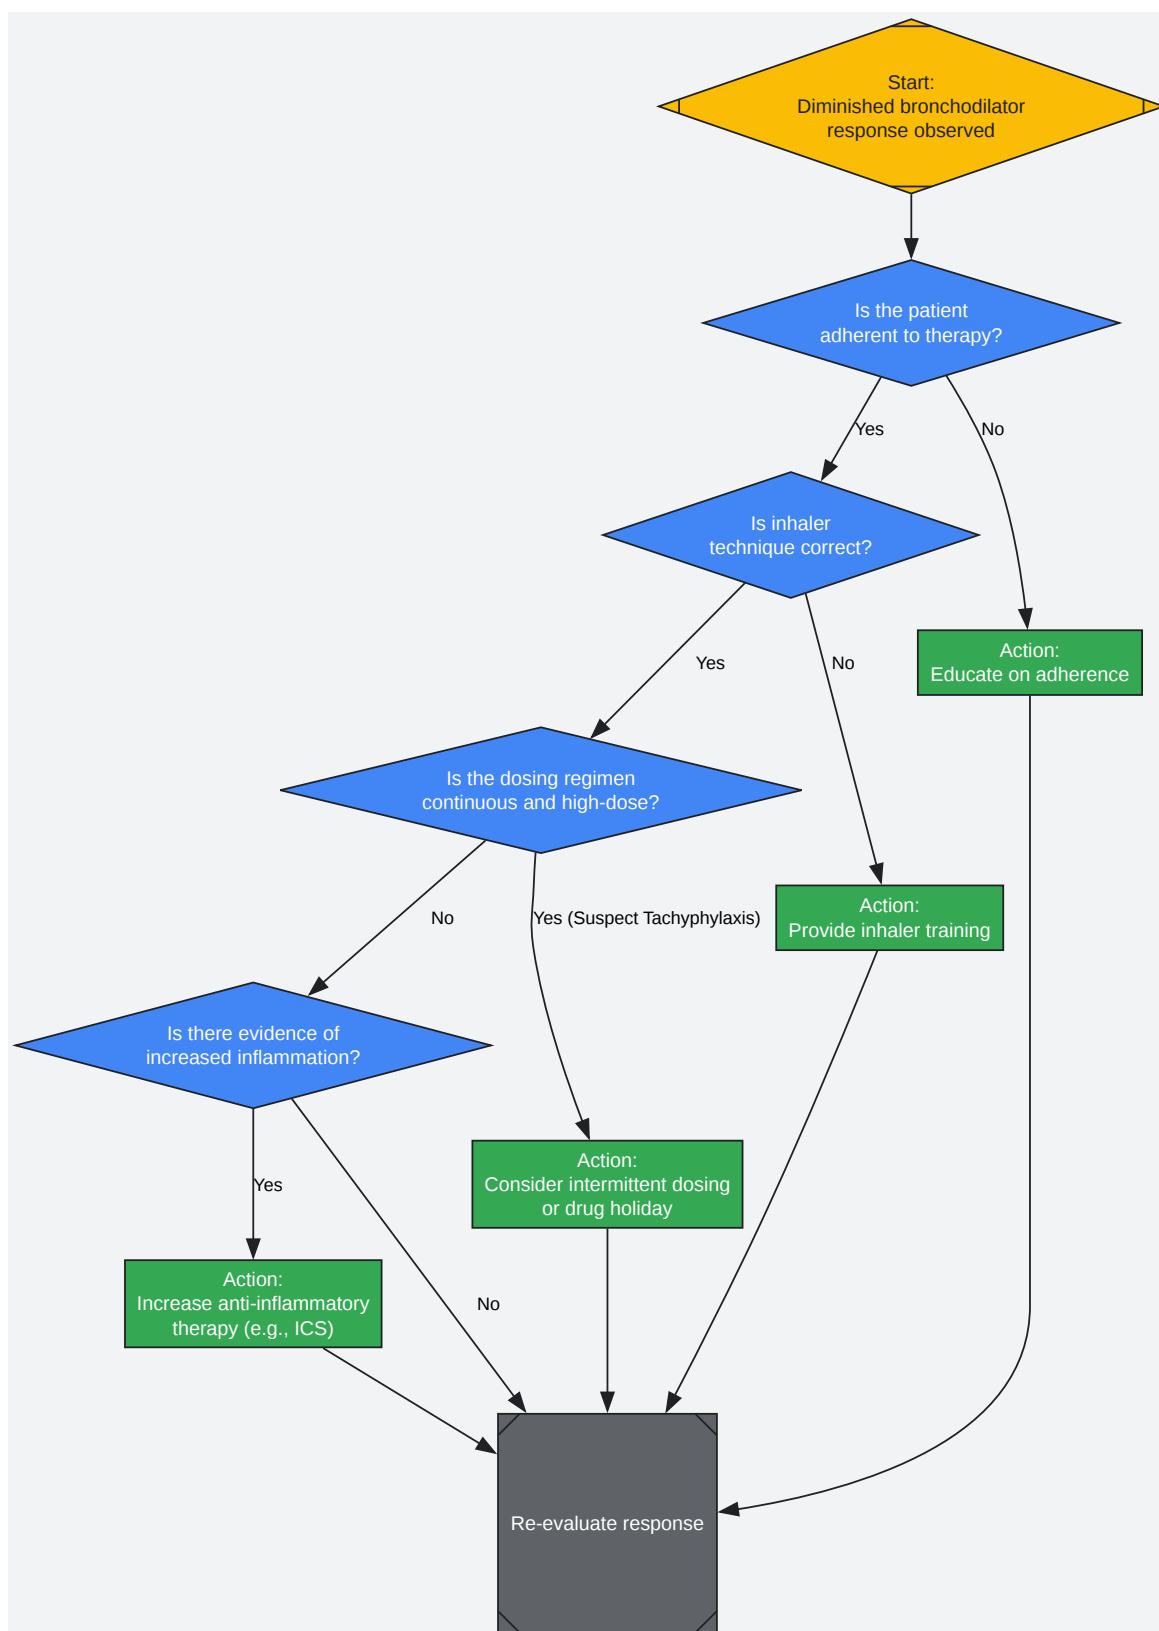 Start:
Diminished bronchodilator
response observed
Is the patient
adherent to therapy?
Yes
No
Is inhaler
technique correct?
Yes
No
Action:
Educate on adherence
Is the dosing regimen
continuous and high-dose?
No
Yes (Suspect Tachyphylaxis)
Action:
Provide inhaler training
Is there evidence of
increased inflammation?
Yes
No
Action:
Consider intermittent dosing
or drug holiday
Action:
Increase anti-inflammatory
therapy (e.g., ICS)
Re-evaluate response